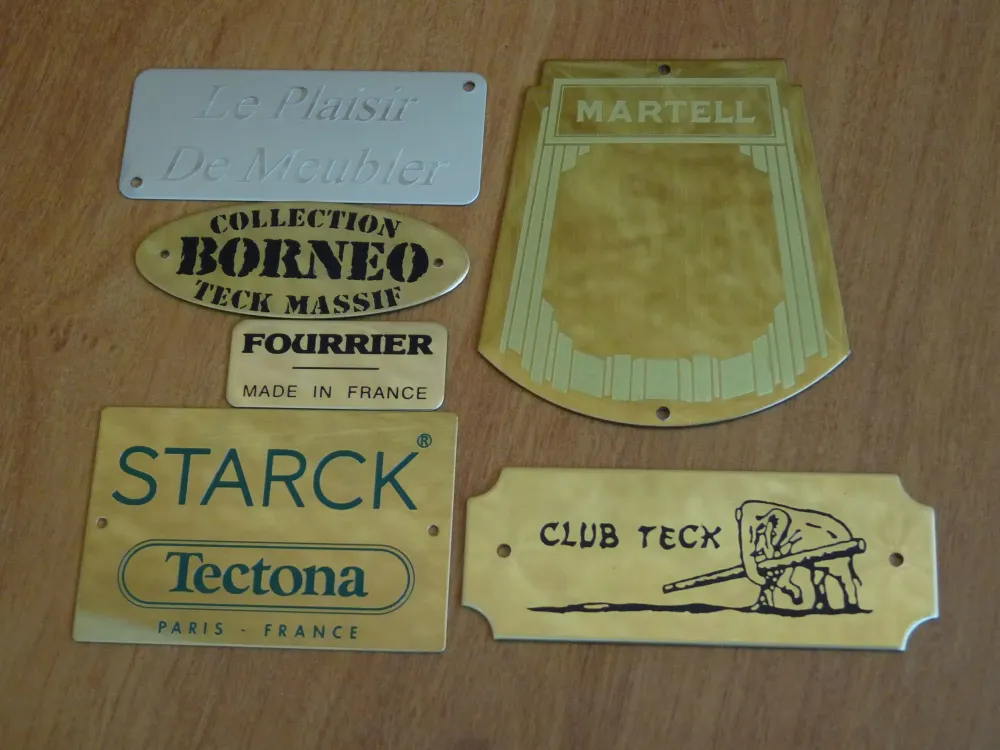 Le Plaisir
De Meubler
COLLECTION
BORNEO
TECK MASSIF
FOURRIER
MADE IN FRANCE
STARCK®
Tectona
PARIS - FRANCE
MARTELL
CLUB TECK